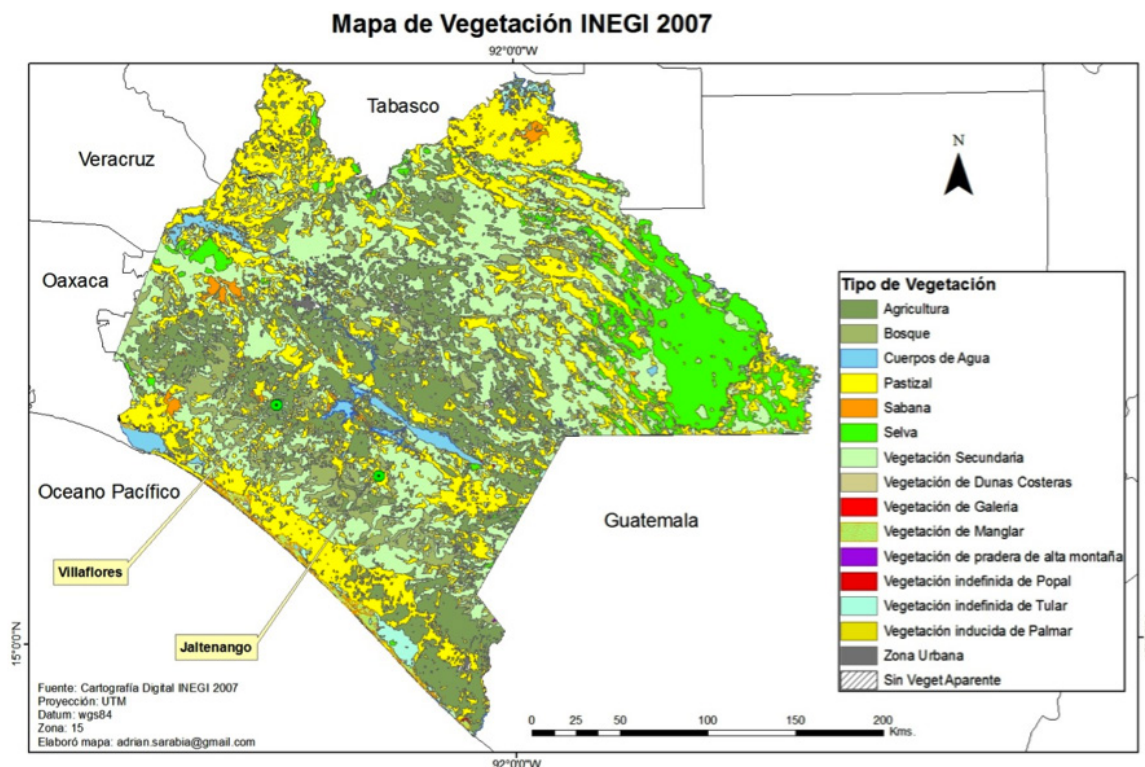 Mapa de Vegetación INEGI 2007
92°0'0"W
Tabasco
Veracruz
N
Oaxaca
Oceano Pacífico
Guatemala
Villaflores
Jaltenango
Tipo de Vegetación
Agricultura
Bosque
Cuerpos de Agua
Pastizal
Sabana
Selva
Vegetación Secundaria
Vegetación de Dunas Costeras
Vegetación de Galeria
Vegetación de Manglar
Vegetación de pradera de alta montaña
Vegetación indefinida de Popal
Vegetación indefinida de Tular
Vegetación inducida de Palmar
Zona Urbana
Sin Veget Aparente
15°0'0"N
15°0'0"N
Fuente: Cartografía Digital INEGI 2007
Proyección: UTM
Datum: wgs84
Zona: 15
Elaboró mapa: adrian.sarabia@gmail.com
0 25 50 100 150 200
Kms.
92°0'0"W